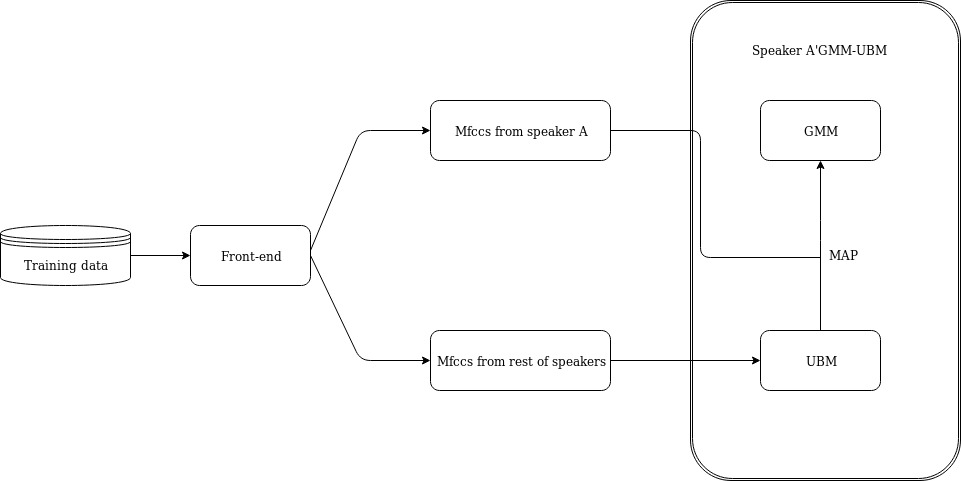 Speaker A'GMM-UBM
Mfccs from speaker A
GMM
Training data
Front-end
MAP
Mfccs from rest of speakers
UBM